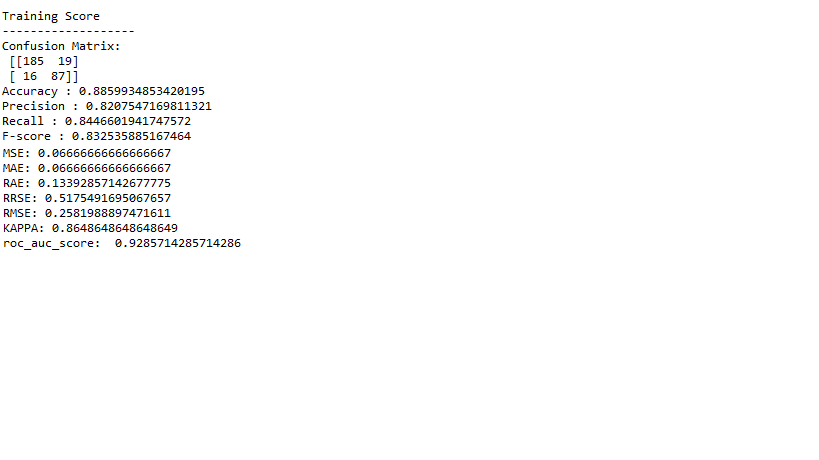 Training Score
-------------------
Confusion Matrix:
[[185  19]
[ 16  87]]
Accuracy : 0.8859934853420195
Precision : 0.8207547169811321
Recall : 0.8446601941747572
F-score : 0.832535885167464
MSE: 0.06666666666666667
MAE: 0.06666666666666667
RAE: 0.13392857142677775
RRSE: 0.5175491695067657
RMSE: 0.2581988897471611
KAPPA: 0.8648648648648649
roc_auc_score:  0.9285714285714286